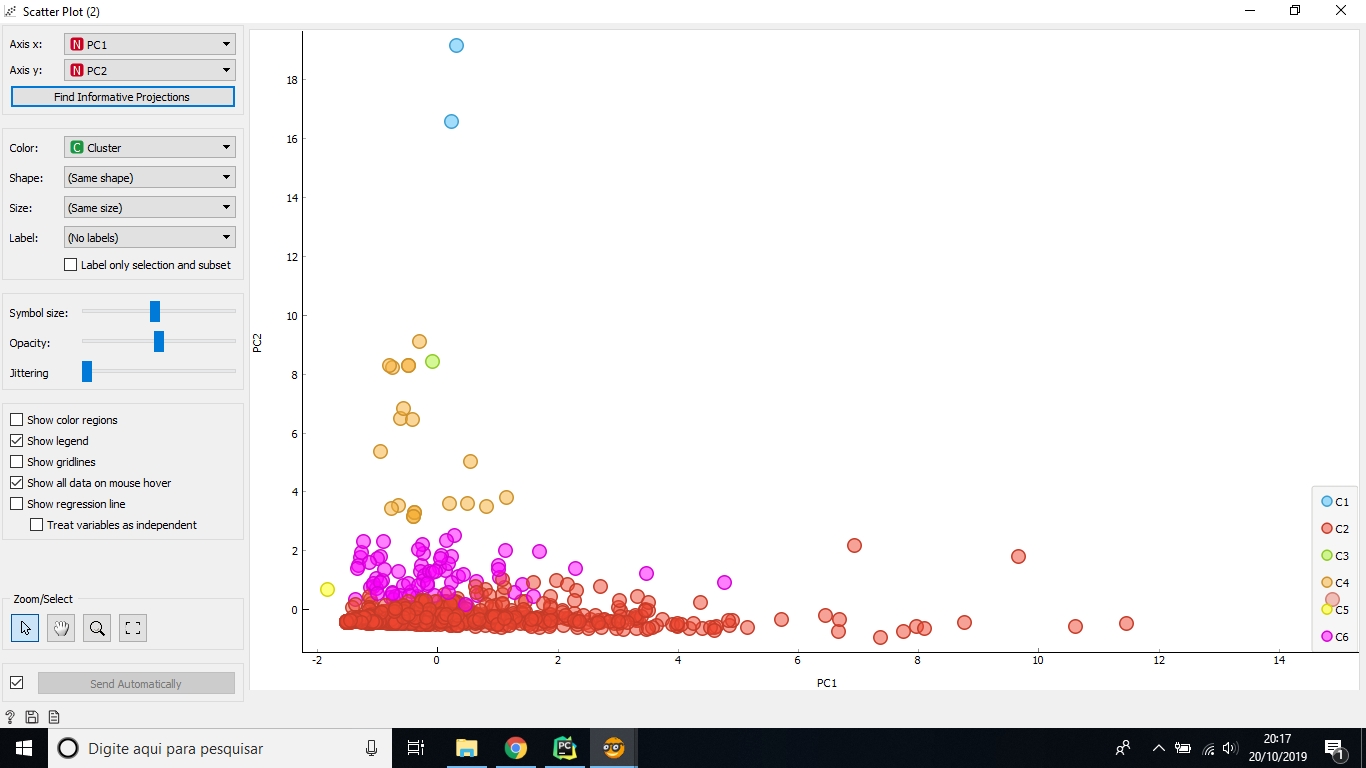 Scatter Plot (2)
Axis x: N PC1
Axis y: N PC2
Find Informative Projections
Color: C Cluster
Shape: (Same shape)
Size: (Same size)
Label: (No labels)
Label only selection and subset
Symbol size:
Opacity:
Jittering
Show color regions
Show legend
Show gridlines
Show all data on mouse hover
Show regression line
Treat variables as independent
Zoom/Select
Send Automatically
?
PC2
18
16
14
12
10
8
6
4
2
0
-2 0 2 4 6 8 10 12 14
PC1
C1
C2
C3
C4
C5
C6
Digite aqui para pesquisar
PC
20:17
20/10/2019
1